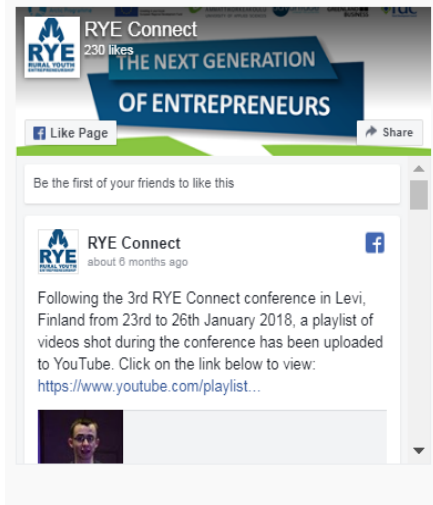 RYE Connect
230 likes
RYE
RURAL YOUTH
ENTREPRENEURSHIP
THE NEXT GENERATION
OF ENTREPRENEURS
Like Page
Share
Be the first of your friends to like this
RYE Connect
about 6 months ago
RYE
RURAL YOUTH
ENTREPRENEURSHIP
Following the 3rd RYE Connect conference in Levi,
Finland from 23rd to 26th January 2018, a playlist of
videos shot during the conference has been uploaded
to YouTube. Click on the link below to view:
https://www.youtube.com/playlist...